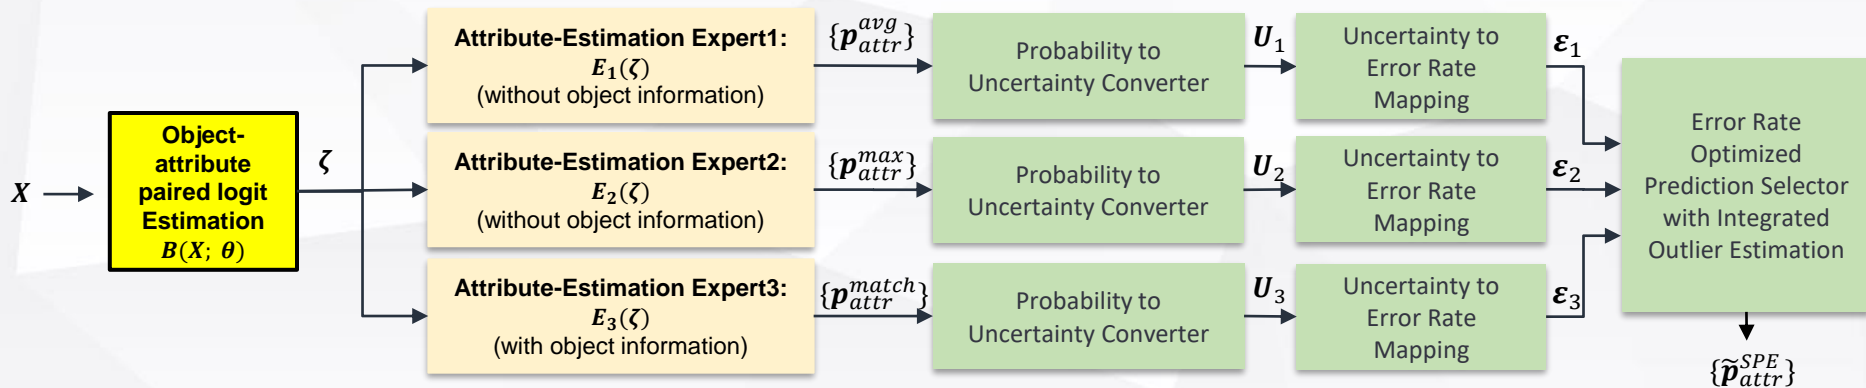 X
Object-
attribute
paired logit
Estimation
B(X; θ)
ζ
Attribute-Estimation Expert1:
E₁(ζ)
(without object information)
{p_attr^avg}
Probability to
Uncertainty Converter
U₁
Uncertainty to
Error Rate
Mapping
ε₁
Attribute-Estimation Expert2:
E₂(ζ)
(without object information)
{p_attr^max}
Probability to
Uncertainty Converter
U₂
Uncertainty to
Error Rate
Mapping
ε₂
Attribute-Estimation Expert3:
E₃(ζ)
(with object information)
{p_attr^match}
Probability to
Uncertainty Converter
U₃
Uncertainty to
Error Rate
Mapping
ε₃
Error Rate
Optimized
Prediction Selector
with Integrated
Outlier Estimation
{p̃_attr^SPE}